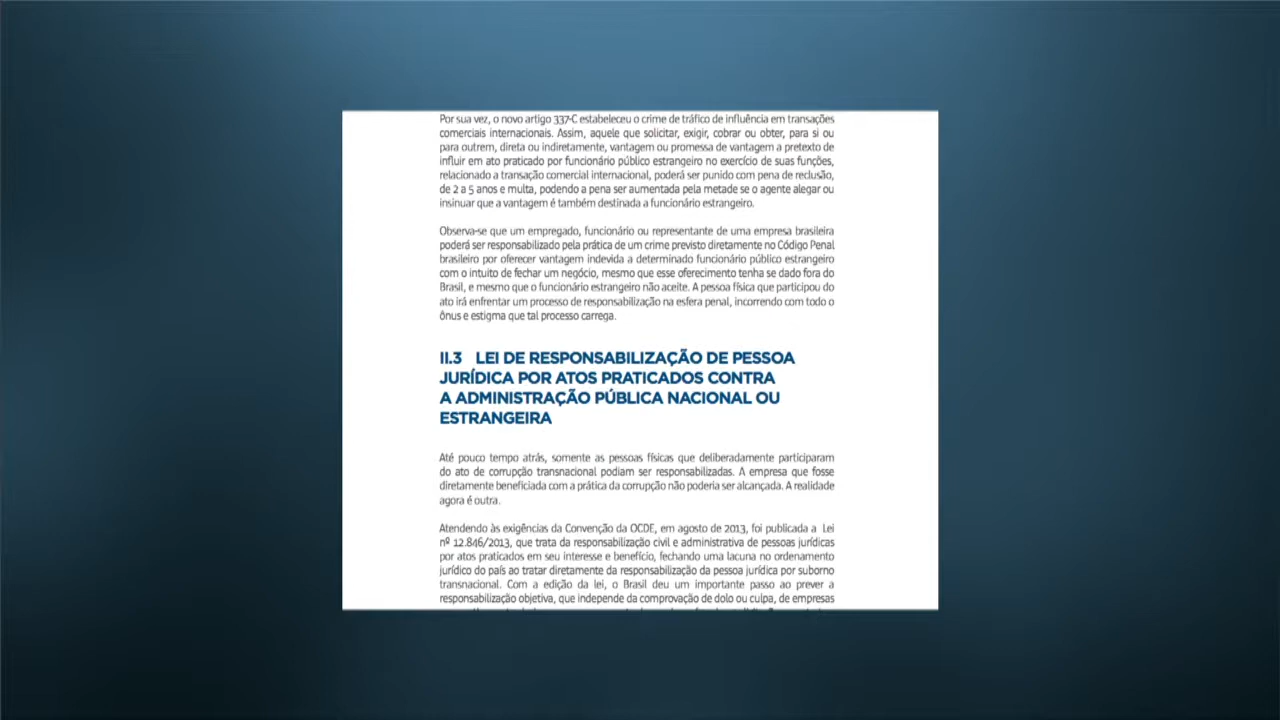 Por sua vez, o novo artigo 337-C estabeleceu o crime de tráfico de influência em transações
comerciais internacionais. Assim, aquele que solicitar, exigir, cobrar ou obter, para si ou
para outrem, direta ou indiretamente, vantagem ou promessa de vantagem a pretexto de
influir em ato praticado por funcionário público estrangeiro no exercício de suas funções,
relacionado a transação comercial internacional, poderá ser punido com pena de reclusão,
de 2 a 5 anos e multa, podendo a pena ser aumentada pela metade se o agente alegar ou
insinuar que a vantagem é também destinada a funcionário estrangeiro.
Observa-se que um empregado, funcionário ou representante de uma empresa brasileira
poderá ser responsabilizado pela prática de um crime previsto diretamente no Código Penal
brasileiro por oferecer vantagem indevida a determinado funcionário público estrangeiro
com o intuito de fechar um negócio, mesmo que esse oferecimento tenha se dado fora do
Brasil, e mesmo que o funcionário estrangeiro não aceite. A pessoa física que participou do
ato irá enfrentar um processo de responsabilização na esfera penal, incorrendo com todo o
ônus e estigma que tal processo carrega.
II.3 LEI DE RESPONSABILIZAÇÃO DE PESSOA
JURÍDICA POR ATOS PRATICADOS CONTRA
A ADMINISTRAÇÃO PÚBLICA NACIONAL OU
ESTRANGEIRA
Até pouco tempo atrás, somente as pessoas físicas que deliberadamente participaram
do ato de corrupção transnacional podiam ser responsabilizadas. A empresa que fosse
diretamente beneficiada com a prática da corrupção não poderia ser alcançada. A realidade
agora é outra.
Atendendo às exigências da Convenção da OCDE, em agosto de 2013, foi publicada a Lei
nº 12.846/2013, que trata da responsabilização civil e administrativa de pessoas jurídicas
por atos praticados em seu interesse e benefício, fechando uma lacuna no ordenamento
jurídico do país ao tratar diretamente da responsabilização da pessoa jurídica por suborno
transnacional. Com a edição da lei, o Brasil deu um importante passo ao prever a
responsabilização objetiva, que independe da comprovação de dolo ou culpa, de empresas